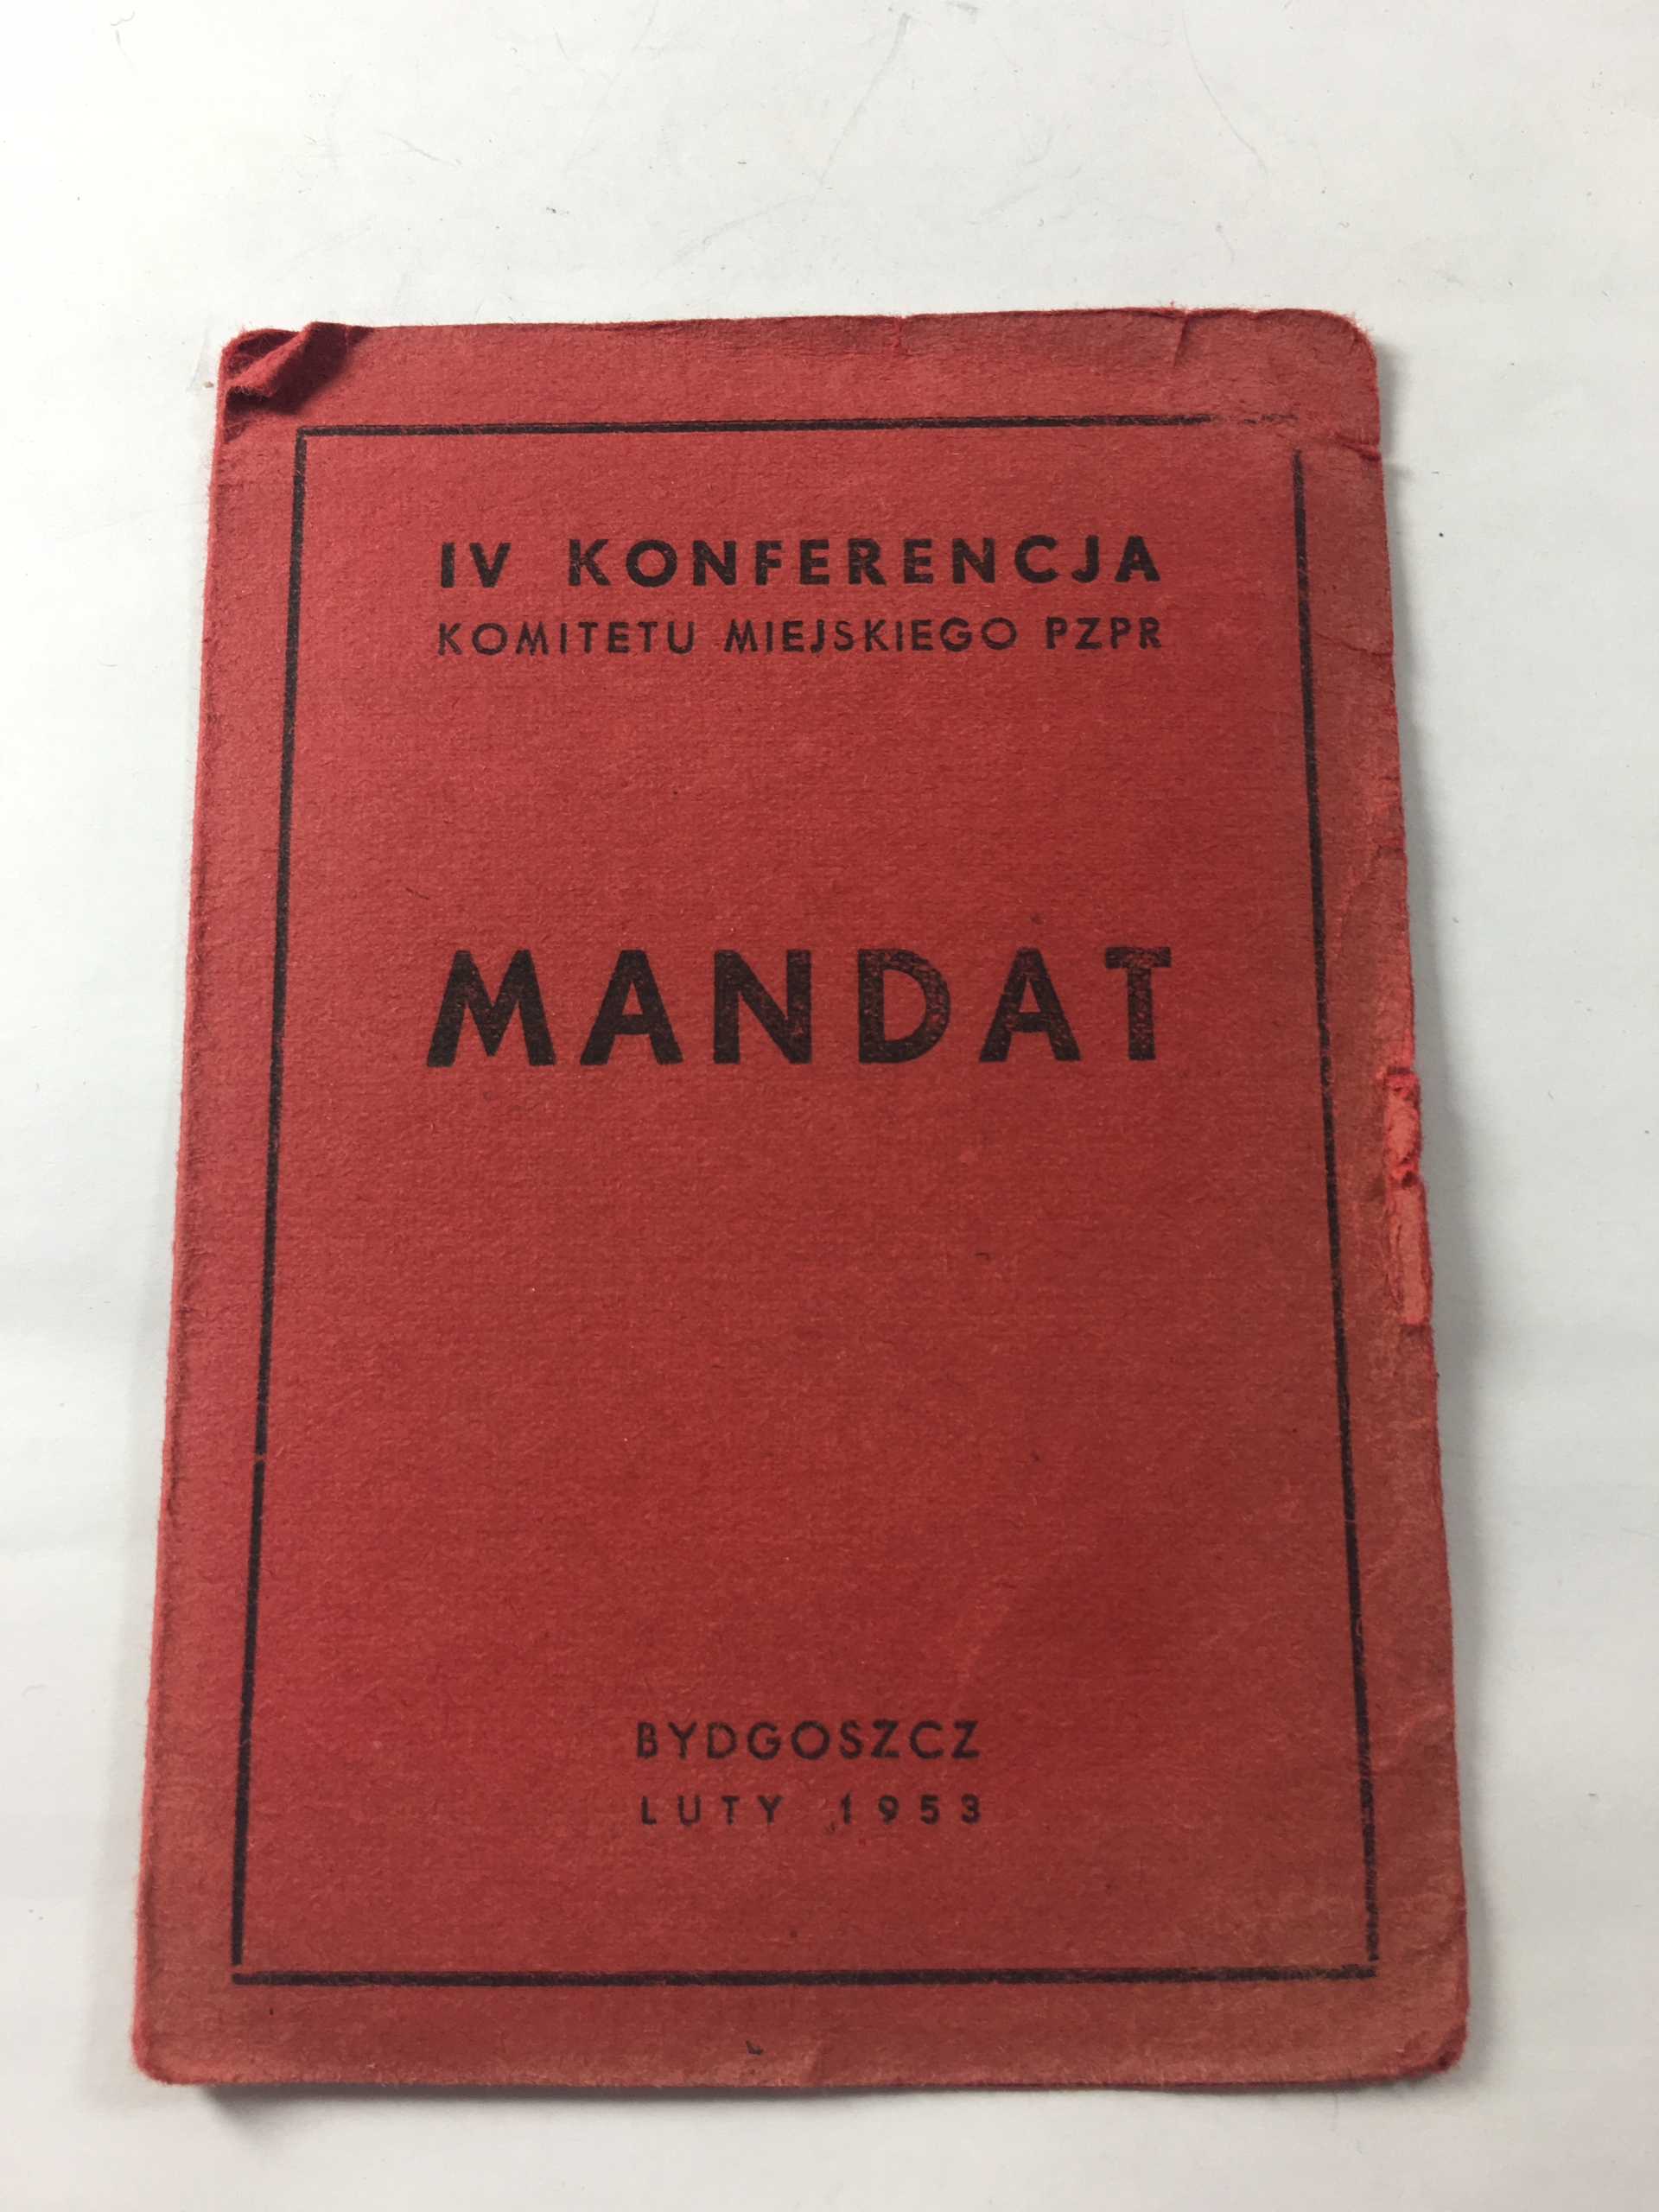 IV KONFERENCJA
KOMITETU MIEJSKIEGO PZPR
MANDAT
BYDGOSZCZ
LUTY 1953